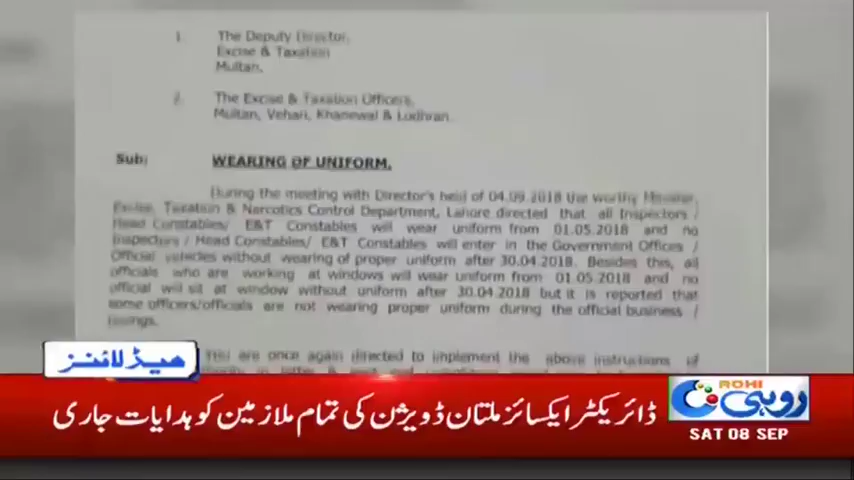 1. The Deputy Director,
Excise & Taxation
Multan.
2. The Excise & Taxation Officers,
Multan, Vehari, Khanewal & Lodhran.
Sub: WEARING OF UNIFORM.
During the meeting with Director's held of 04.09.2018 the worthy Minister,
Excise, Taxation & Narcotics Control Department, Lahore directed that all Inspectors /
Head Constables/ E&T Constables will wear uniform from 01.05.2018 and no
Inspectors / Head Constables/ E&T Constables will enter in the Government Offices /
Official vehicles without wearing of proper uniform after 30.04.2018. Besides this, all
officials who are working at windows will wear uniform from 01.05.2018 and no
official will sit at window without uniform after 30.04.2018 but it is reported that
some officers/officials are not wearing proper uniform during the official business /
You are once again directed to implement the above instructions of
ہیڈلائنز
ROHI
روہی
ڈائریکٹر ایکسائز ملتان ڈویژن کی تمام ملازمین کو ہدایات جاری
SAT 08 SEP